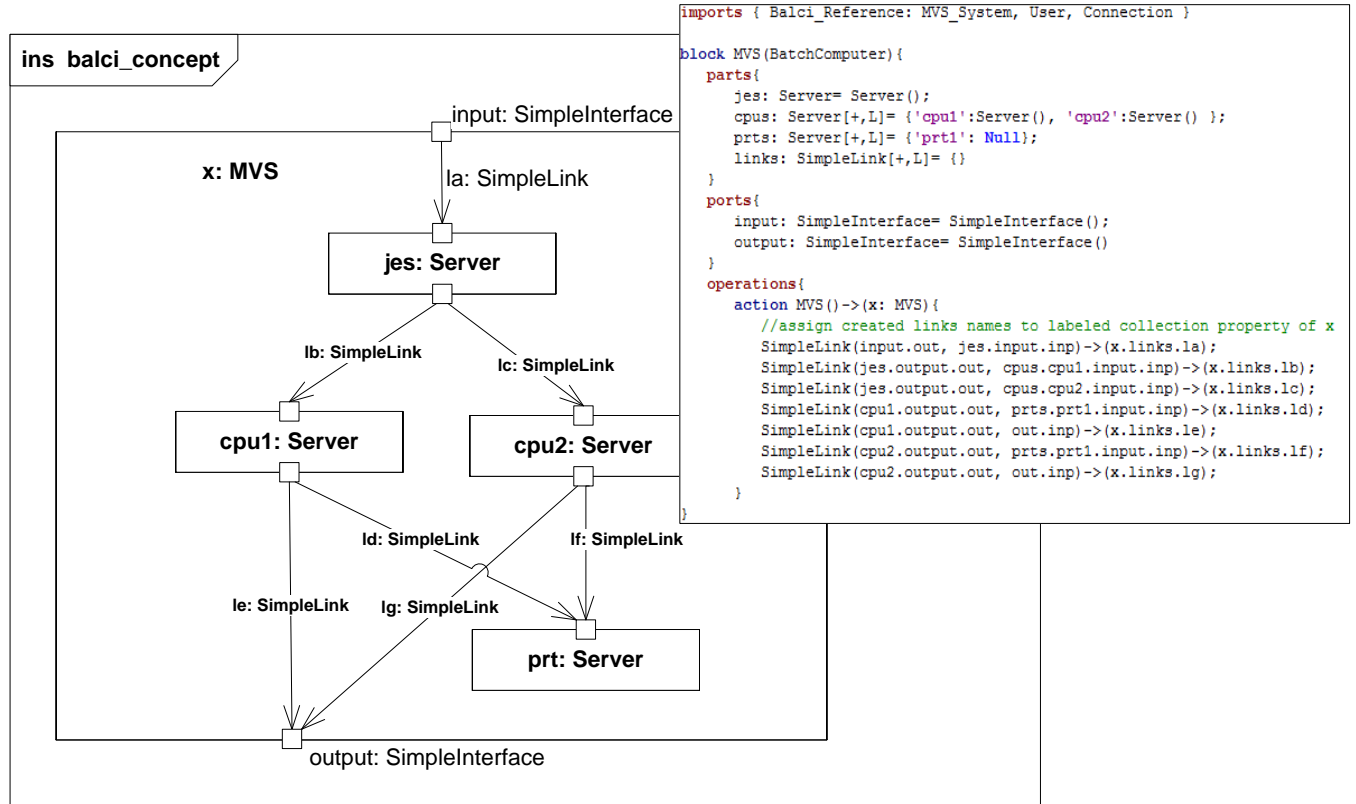 ins balci_concept
input: SimpleInterface
x: MVS
la: SimpleLink
jes: Server
lb: SimpleLink
lc: SimpleLink
cpu1: Server
cpu2: Server
ld: SimpleLink
lf: SimpleLink
le: SimpleLink
lg: SimpleLink
prt: Server
output: SimpleInterface
imports { Balci_Reference: MVS_System, User, Connection }
block MVS(BatchComputer){
parts{
jes: Server= Server();
cpus: Server[+,L]= {'cpu1':Server(), 'cpu2':Server() };
prts: Server[+,L]= {'prt1': Null};
links: SimpleLink[+,L]= {}
}
ports{
input: SimpleInterface= SimpleInterface();
output: SimpleInterface= SimpleInterface()
}
operations{
action MVS()->(x: MVS){
//assign created links names to labeled collection property of x
SimpleLink(input.out, jes.input.inp)->(x.links.la);
SimpleLink(jes.output.out, cpus.cpu1.input.inp)->(x.links.lb);
SimpleLink(jes.output.out, cpus.cpu2.input.inp)->(x.links.lc);
SimpleLink(cpu1.output.out, prts.prt1.input.inp)->(x.links.ld);
SimpleLink(cpu1.output.out, out.inp)->(x.links.le);
SimpleLink(cpu2.output.out, prts.prt1.input.inp)->(x.links.lf);
SimpleLink(cpu2.output.out, out.inp)->(x.links.lg);
}
}